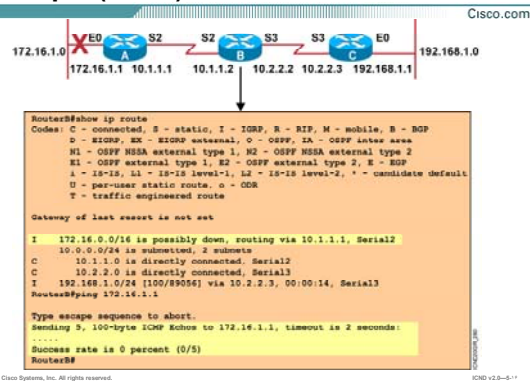 Cisco.com
E0 S2 S2 S3 S3 E0
172.16.1.0 A B C 192.168.1.0
172.16.1.1 10.1.1.1 10.1.1.2 10.2.2.2 10.2.2.3 192.168.1.1
RouterB#show ip route
Codes: C - connected, S - static, I - IGRP, R - RIP, M - mobile, B - BGP
D - EIGRP, EX - EIGRP external, O - OSPF, IA - OSPF inter area
N1 - OSPF NSSA external type 1, N2 - OSPF NSSA external type 2
E1 - OSPF external type 1, E2 - OSPF external type 2, E - EGP
i - IS-IS, L1 - IS-IS level-1, L2 - IS-IS level-2, * - candidate default
U - per-user static route, o - ODR
T - traffic engineered route
Gateway of last resort is not set
I 172.16.0.0/16 is possibly down, routing via 10.1.1.1, Serial2
10.0.0.0/24 is subnetted, 2 subnets
C 10.1.1.0 is directly connected, Serial2
C 10.2.2.0 is directly connected, Serial3
I 192.168.1.0/24 [100/89056] via 10.2.2.3, 00:00:14, Serial3
RouterB#ping 172.16.1.1
Type escape sequence to abort.
Sending 5, 100-byte ICMP Echos to 172.16.1.1, timeout is 2 seconds:
.....
Success rate is 0 percent (0/5)
RouterB#
Cisco Systems, Inc. All rights reserved.
ICND v2.0—5-